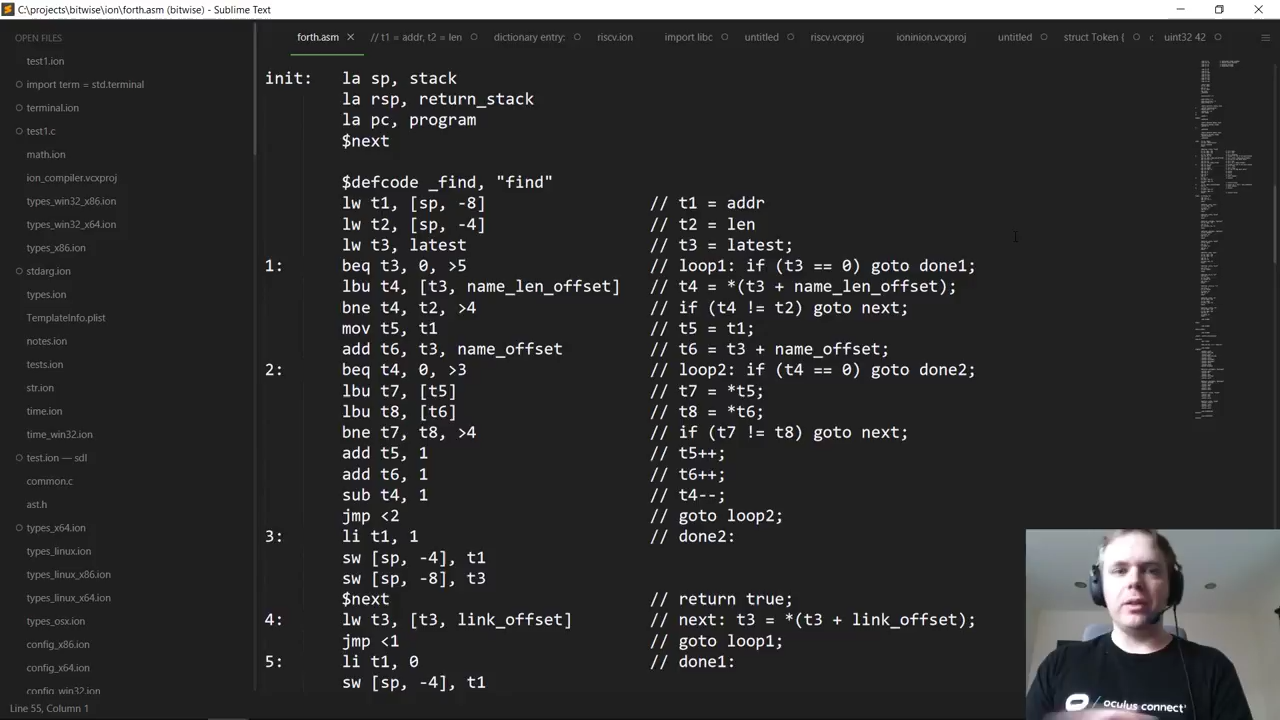 C:\projects\bitwise\ion\forth.asm (bitwise) - Sublime Text
OPEN FILES
test1.ion
import term = std.terminal
terminal.ion
test1.c
math.ion
ion_compiler.vcxproj
types_win32_x86.ion
types_win32_x64.ion
types_x86.ion
stdarg.ion
types.ion
TemplateInfo.plist
notes.ion
tests.ion
str.ion
time.ion
time_win32.ion
test.ion — sdl
common.c
ast.h
types_x64.ion
types_linux.ion
types_linux_x86.ion
types_linux_x64.ion
types_osx.ion
config_x86.ion
config_x64.ion
config_win32.ion
forth.asm × // t1 = addr, t2 = len dictionary entry: riscv.ion import libc untitled riscv.vcxproj ioninion.vcxproj untitled struct Token { uint32 42
init: la sp, stack
la rsp, return_stack
la pc, program
$next
defcode _find, "find"
lw t1, [sp, -8] // t1 = addr
lw t2, [sp, -4] // t2 = len
lw t3, latest // t3 = latest;
1: beq t3, 0, >5 // loop1: if (t3 == 0) goto done1;
lbu t4, [t3, name_len_offset] // t4 = *(t3 + name_len_offset);
bne t4, t2, >4 // if (t4 != t2) goto next;
mov t5, t1 // t5 = t1;
add t6, t3, name_offset // t6 = t3 + name_offset;
2: beq t4, 0, >3 // loop2: if (t4 == 0) goto done2;
lbu t7, [t5] // t7 = *t5;
lbu t8, [t6] // t8 = *t6;
bne t7, t8, >4 // if (t7 != t8) goto next;
add t5, 1 // t5++;
add t6, 1 // t6++;
sub t4, 1 // t4--;
jmp <2 // goto loop2;
3: li t1, 1 // done2:
sw [sp, -4], t1
sw [sp, -8], t3
$next // return true;
4: lw t3, [t3, link_offset] // next: t3 = *(t3 + link_offset);
jmp <1 // goto loop1;
5: li t1, 0 // done1:
sw [sp, -4], t1
oculus connect
Line 55, Column 1